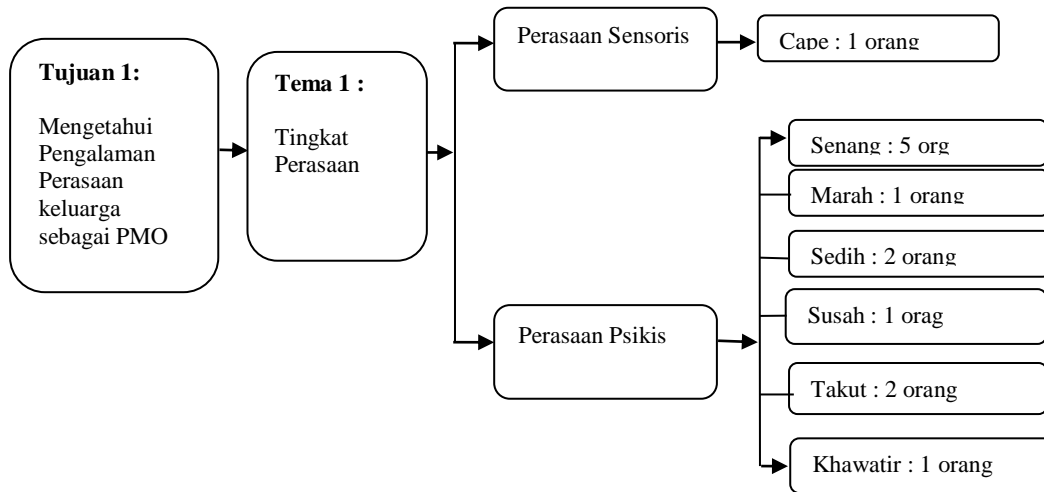 Tujuan 1:
Mengetahui
Pengalaman
Perasaan
keluarga
sebagai PMO
Tema 1 :
Tingkat
Perasaan
Perasaan Sensoris
Cape : 1 orang
Perasaan Psikis
Senang : 5 org
Marah : 1 orang
Sedih : 2 orang
Susah : 1 orag
Takut : 2 orang
Khawatir : 1 orang